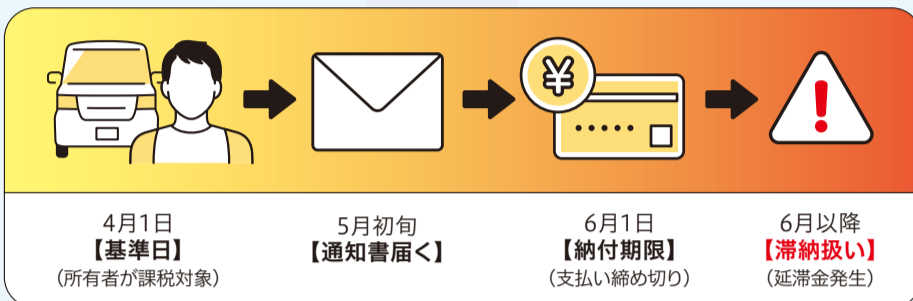 ¥
!
4月1日
【基準日】
(所有者が課税対象)
5月初旬
【通知書届く】
6月1日
【納付期限】
(支払い締め切り)
6月以降
【滞納扱い】
(延滞金発生)